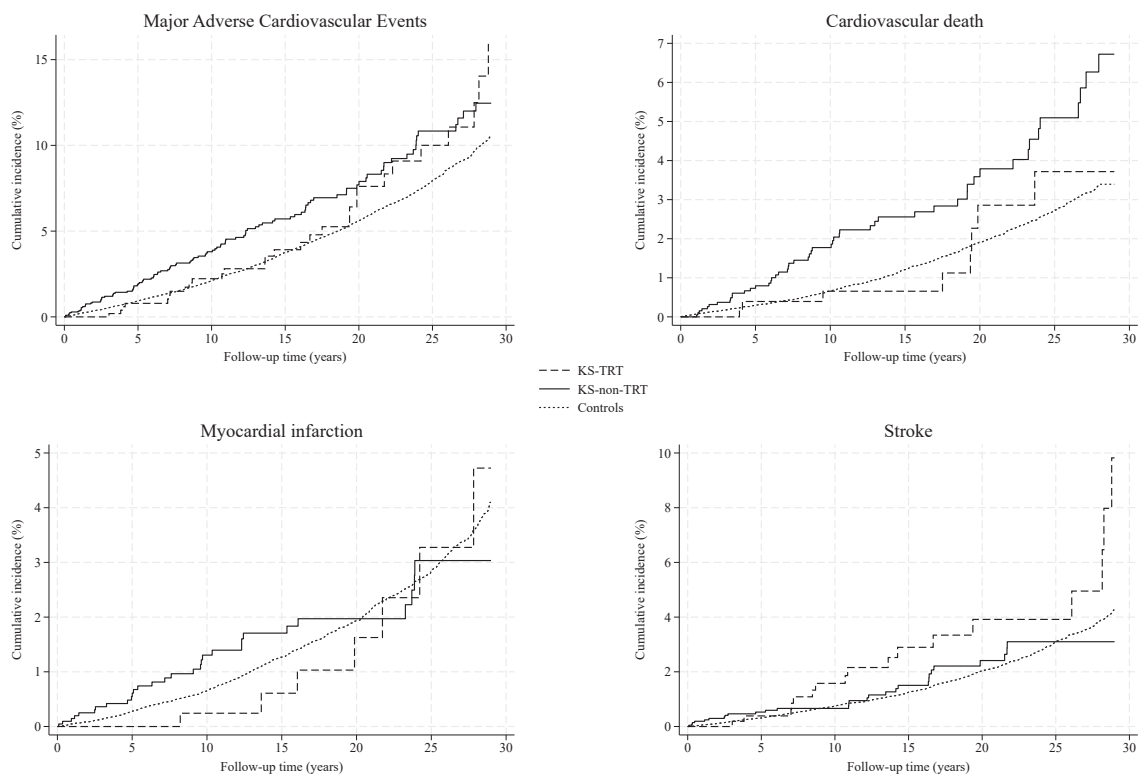 Major Adverse Cardiovascular Events
Cumulative incidence (%)
15
10
5
0
0 5 10 15 20 25 30
Follow-up time (years)
Cardiovascular death
Cumulative incidence (%)
7
6
5
4
3
2
1
0
0 5 10 15 20 25 30
Follow-up time (years)
KS-TRT
KS-non-TRT
Controls
Myocardial infarction
Cumulative incidence (%)
5
4
3
2
1
0
0 5 10 15 20 25 30
Follow-up time (years)
Stroke
Cumulative incidence (%)
10
8
6
4
2
0
0 5 10 15 20 25 30
Follow-up time (years)